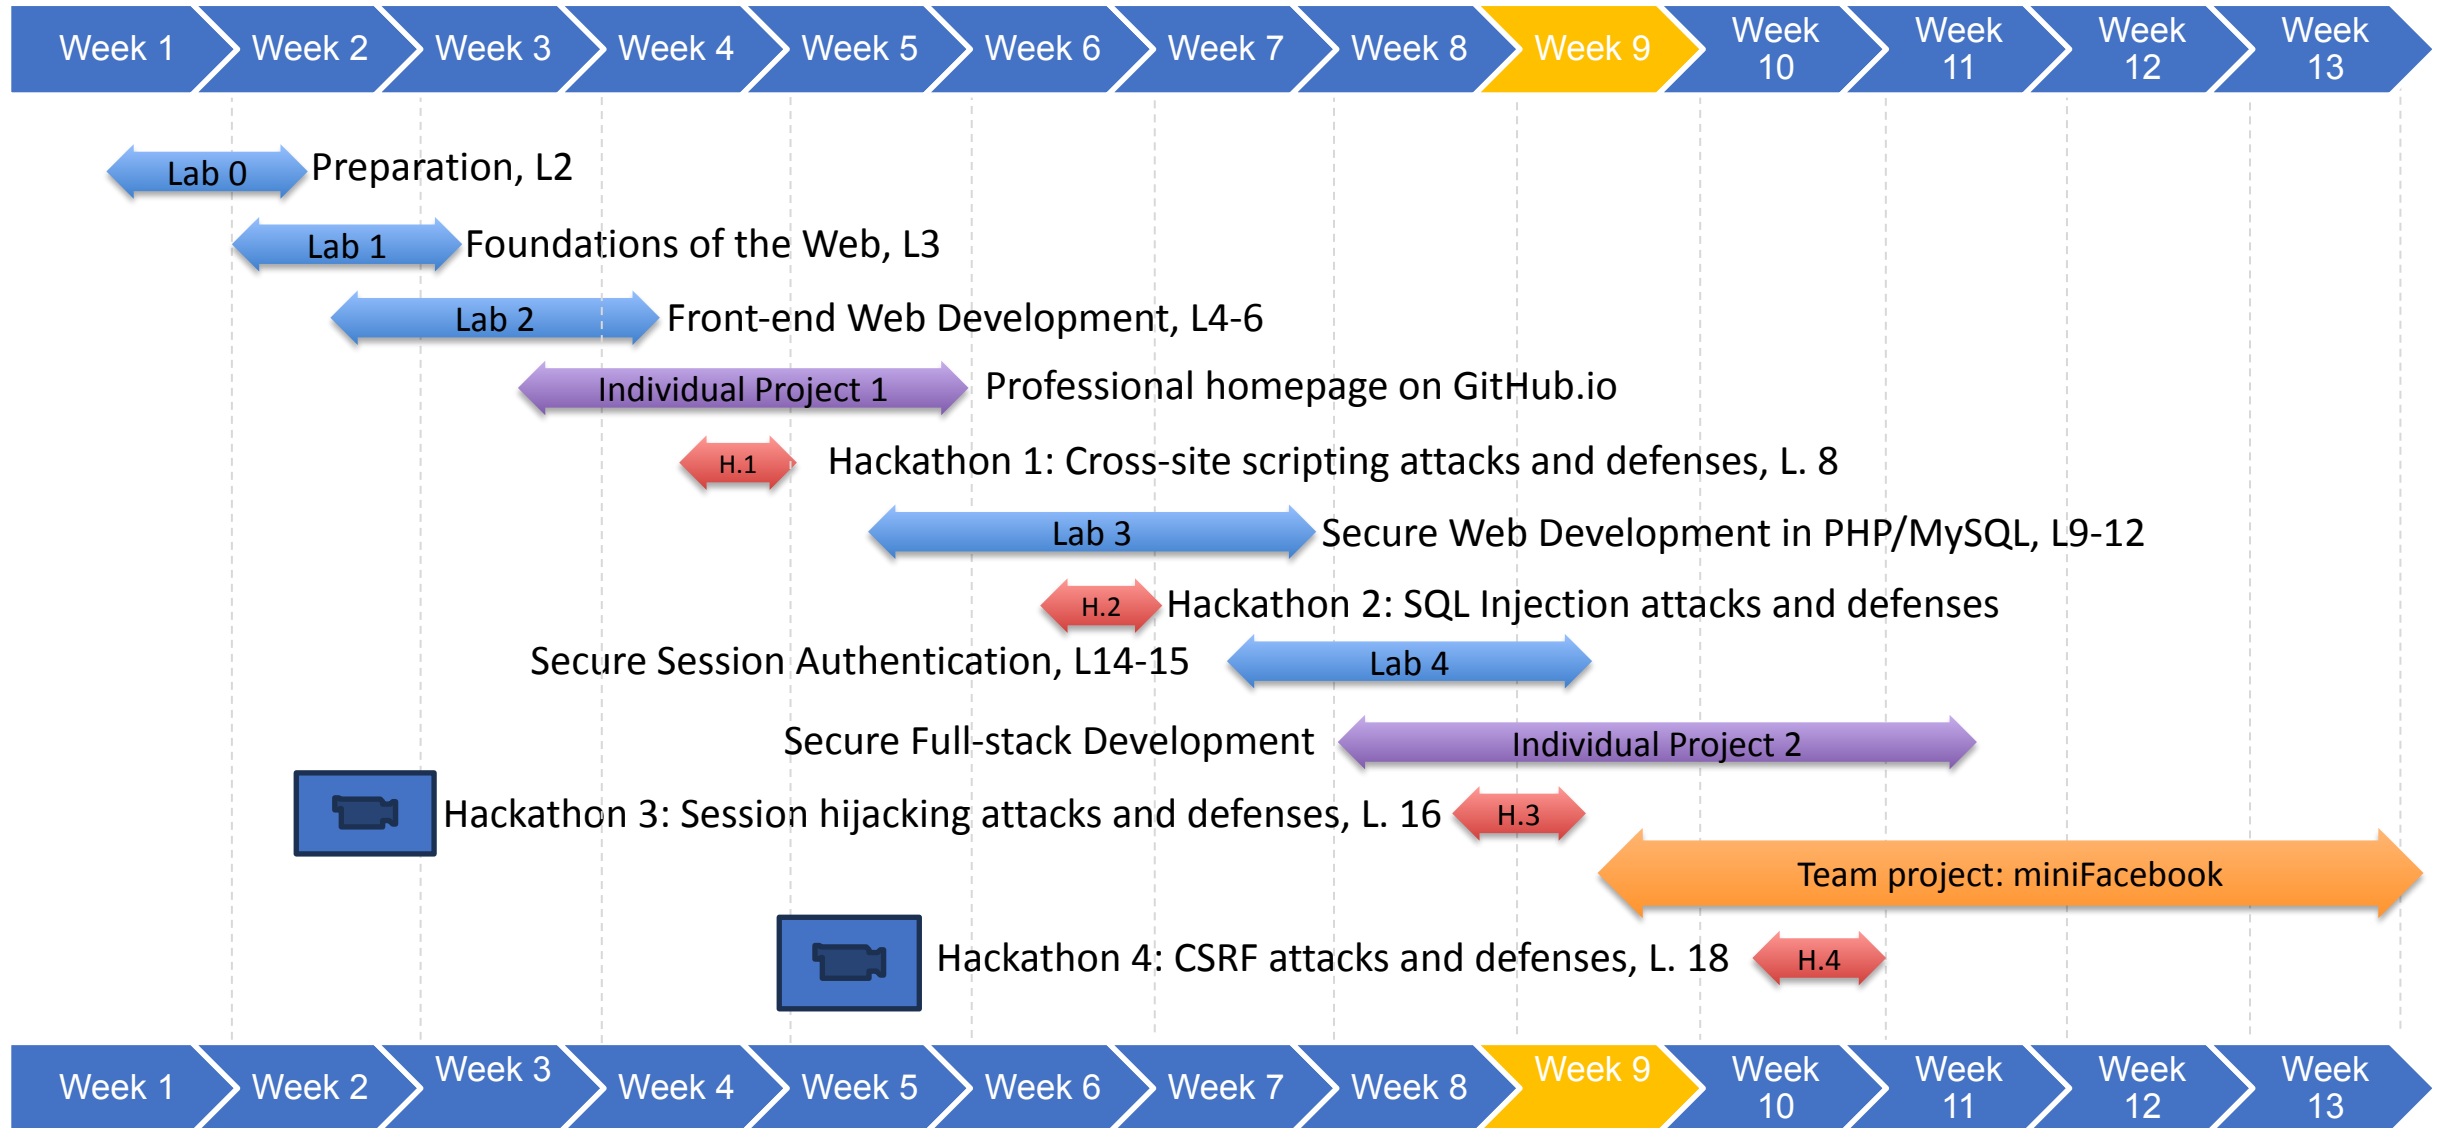 Week 1
Week 2
Week 3
Week 4
Week 5
Week 6
Week 7
Week 8
Week 9
Week
10
Week
11
Week
12
Week
13
Lab 0
Preparation, L2
Lab 1
Foundations of the Web, L3
Lab 2
Front-end Web Development, L4-6
Individual Project 1
Professional homepage on GitHub.io
H.1
Hackathon 1: Cross-site scripting attacks and defenses, L. 8
Lab 3
Secure Web Development in PHP/MySQL, L9-12
H.2
Hackathon 2: SQL Injection attacks and defenses
Secure Session Authentication, L14-15
Lab 4
Secure Full-stack Development
Individual Project 2
Hackathon 3: Session hijacking attacks and defenses, L. 16
H.3
Team project: miniFacebook
Hackathon 4: CSRF attacks and defenses, L. 18
H.4
Week 1
Week 2
Week 3
Week 4
Week 5
Week 6
Week 7
Week 8
Week 9
Week
10
Week
11
Week
12
Week
13